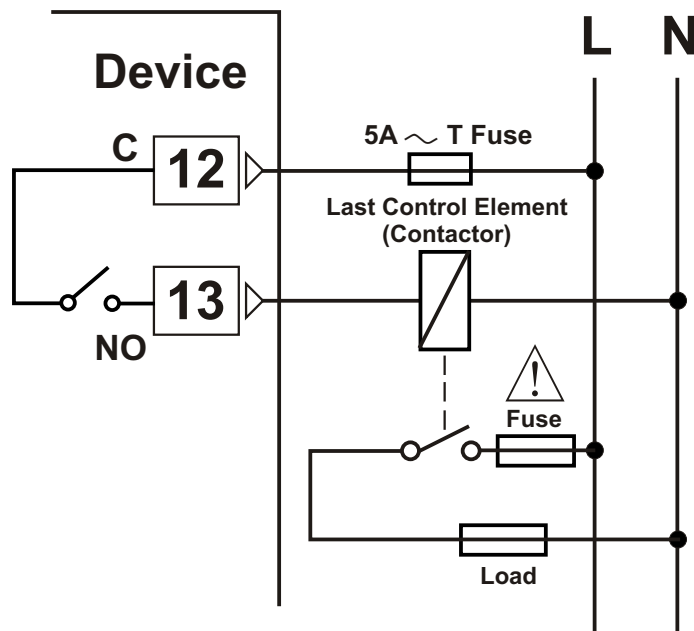 L N
Device
5A ～ T Fuse
C
12
Last Control Element
(Contactor)
13
NO
!
Fuse
Load